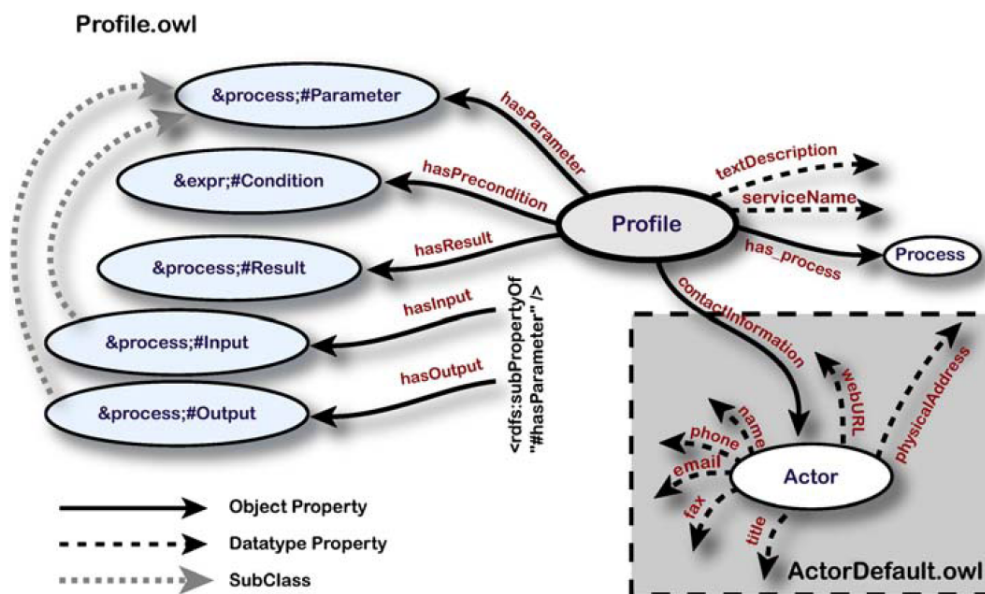 Profile.owl
&process;#Parameter
hasParameter
&expr;#Condition
hasPrecondition
textDescription
serviceName
Profile
has_process
Process
&process;#Result
hasResult
contactInformation
hasInput
&process;#Input
hasOutput
&process;#Output
<rdfs:subPropertyOf
"#hasParameter" />
webURL
physicalAddress
name
phone
email
fax
title
Actor
ActorDefault.owl
Object Property
Datatype Property
SubClass